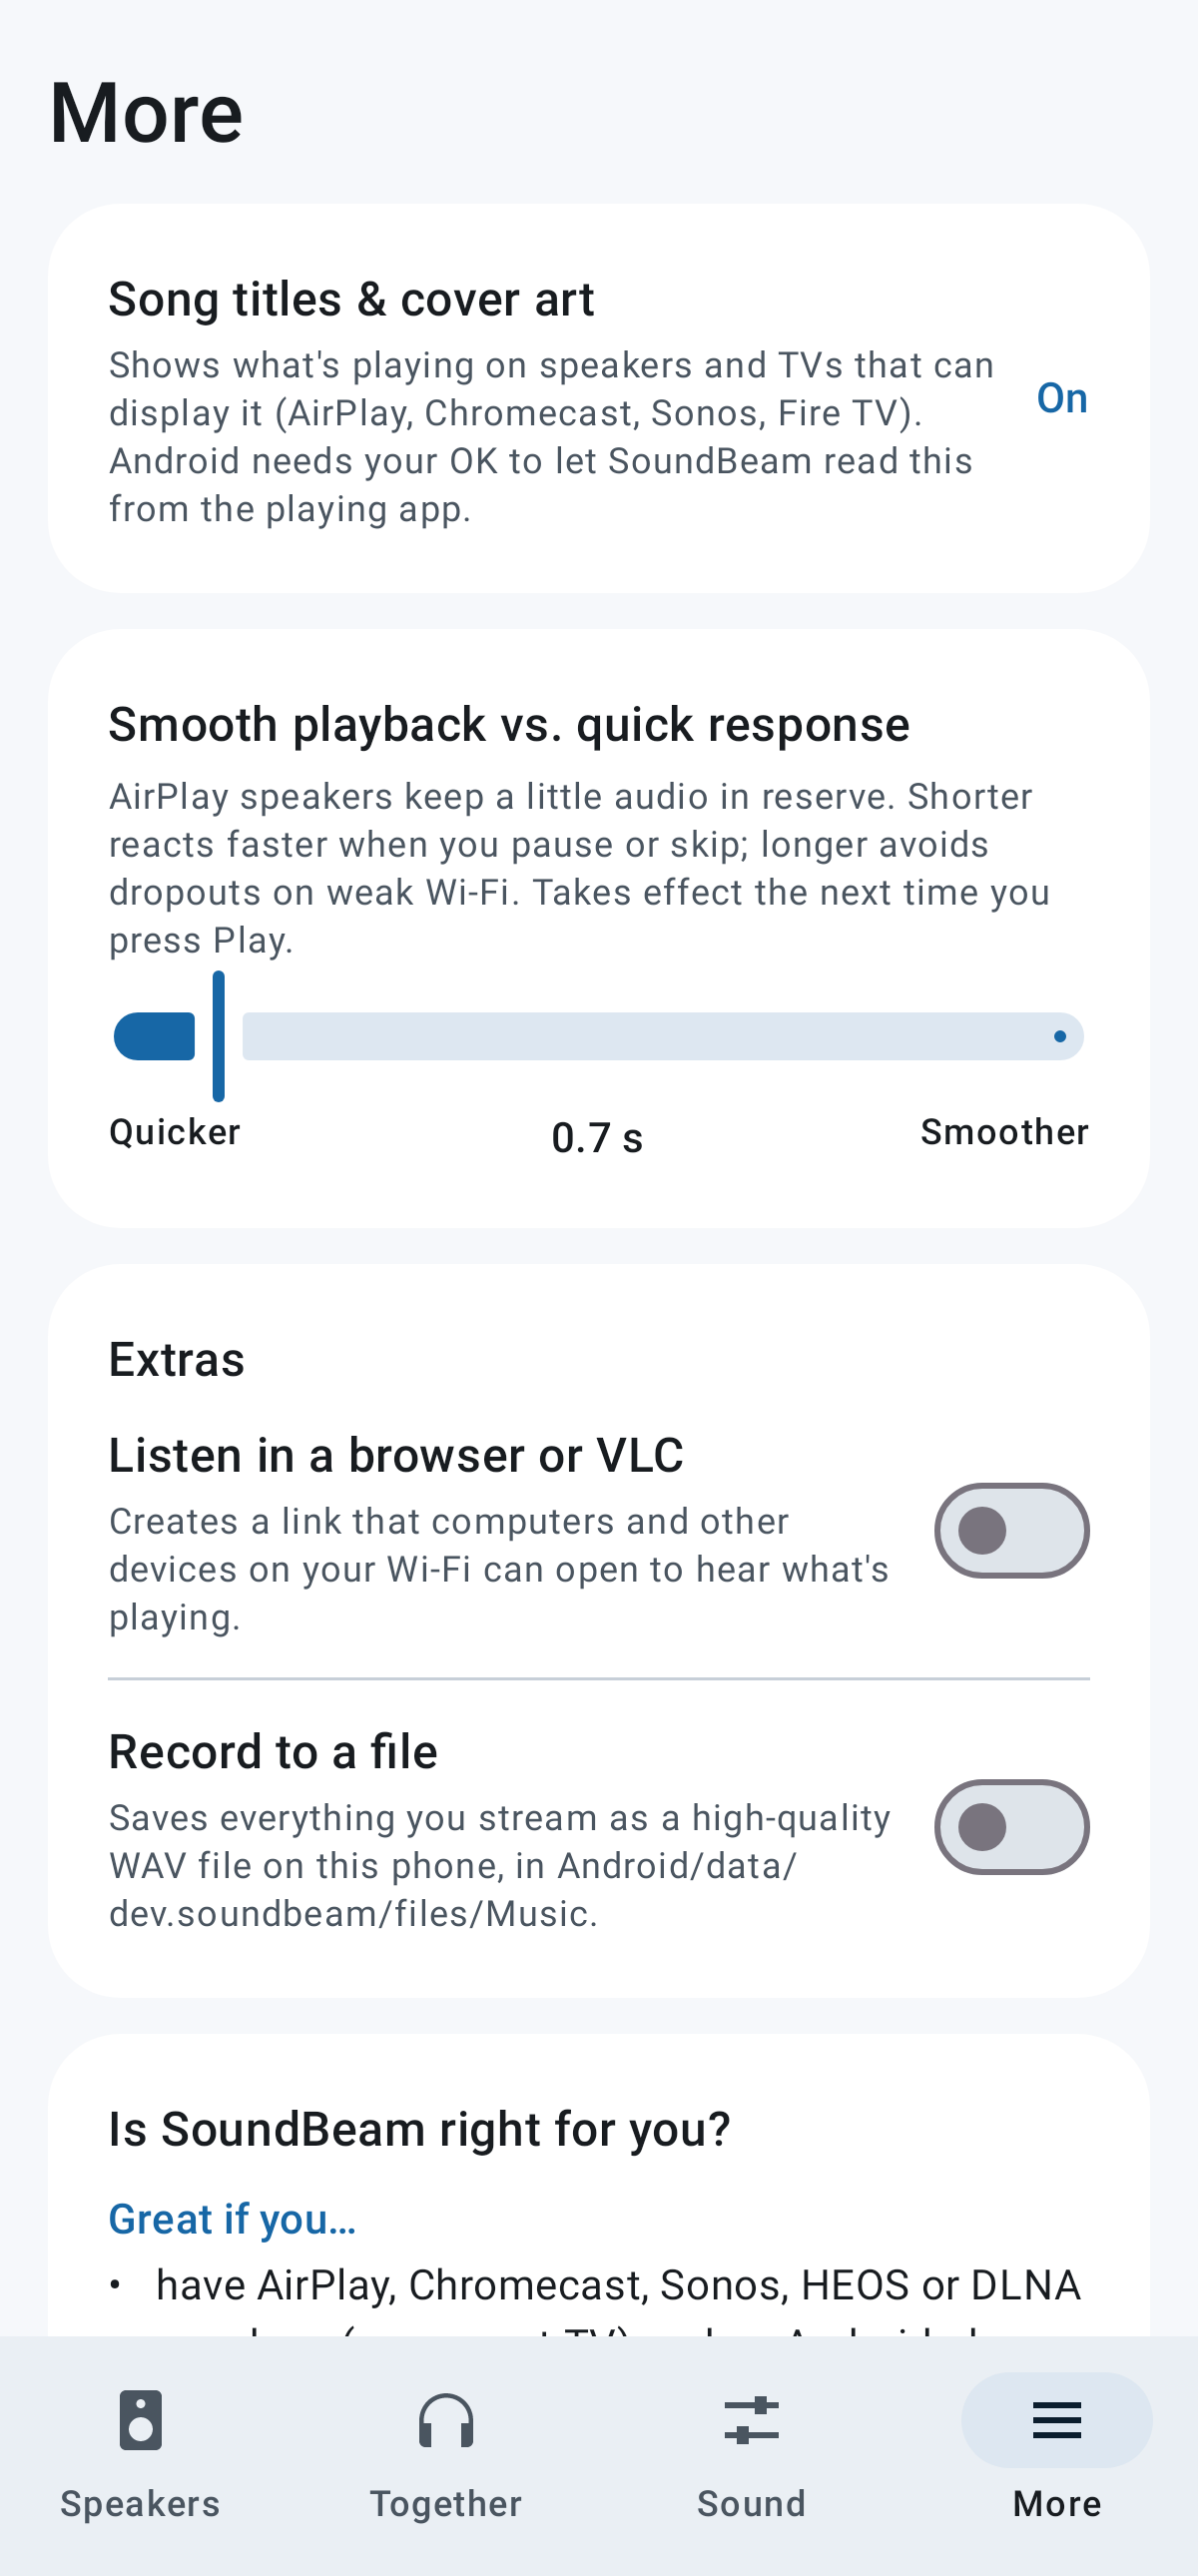 More
Song titles & cover art
Shows what's playing on speakers and TVs that can
display it (AirPlay, Chromecast, Sonos, Fire TV).
Android needs your OK to let SoundBeam read this
from the playing app.
On
Smooth playback vs. quick response
AirPlay speakers keep a little audio in reserve. Shorter
reacts faster when you pause or skip; longer avoids
dropouts on weak Wi-Fi. Takes effect the next time you
press Play.
Quicker
0.7 s
Smoother
Extras
Listen in a browser or VLC
Creates a link that computers and other
devices on your Wi-Fi can open to hear what's
playing.
Record to a file
Saves everything you stream as a high-quality
WAV file on this phone, in Android/data/
dev.soundbeam/files/Music.
Is SoundBeam right for you?
Great if you…
• have AirPlay, Chromecast, Sonos, HEOS or DLNA
Speakers
Together
Sound
More